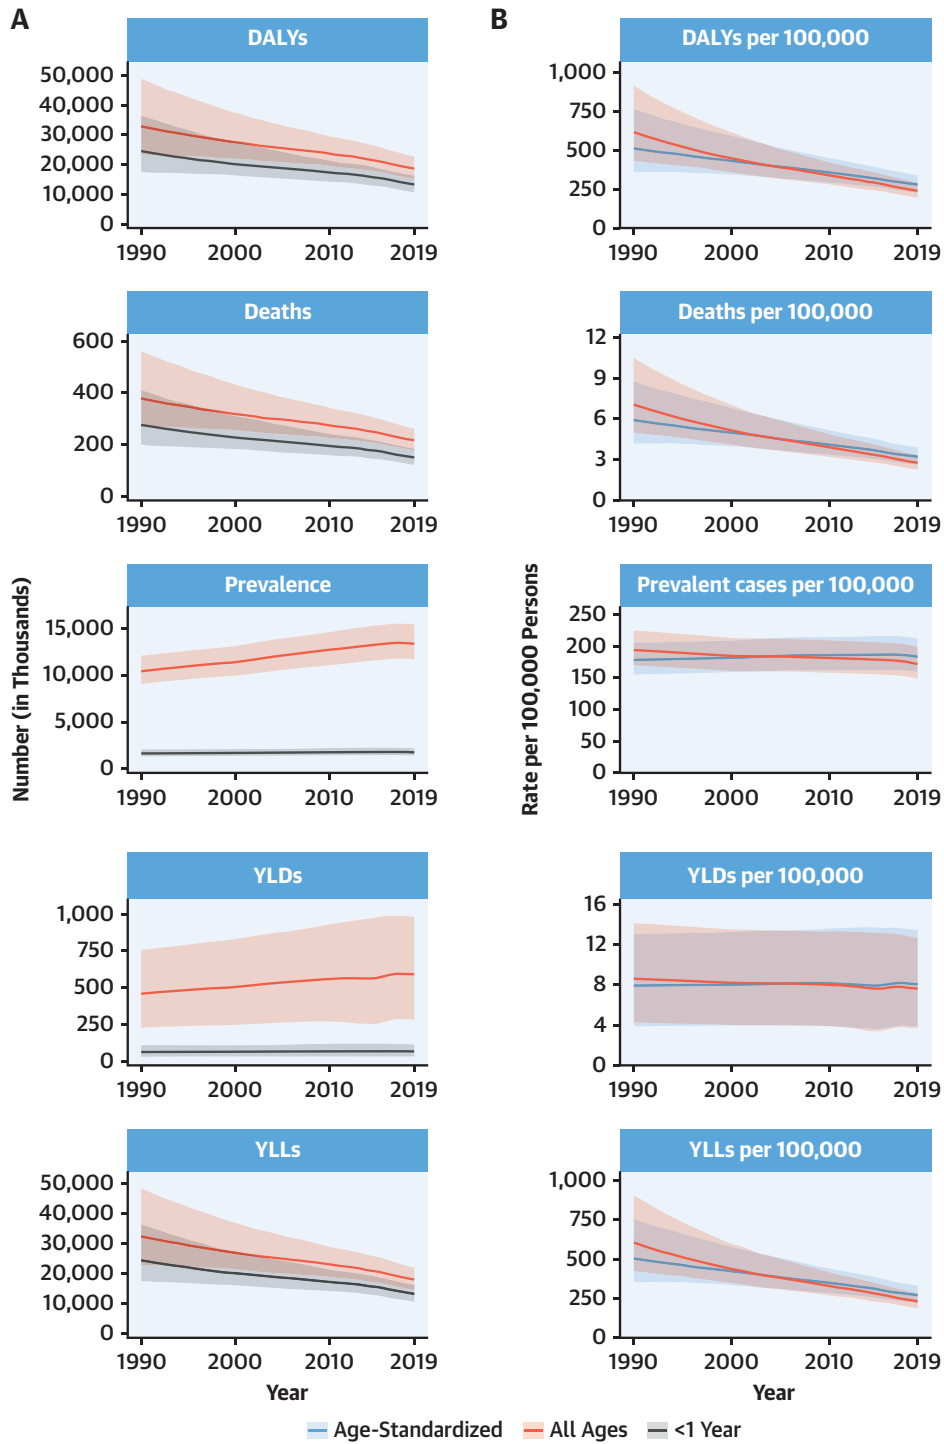 A
DALYs
50,000
40,000
30,000
20,000
10,000
0
1990 2000 2010 2019
Deaths
600
400
200
0
1990 2000 2010 2019
Number (in Thousands)
Prevalence
15,000
10,000
5,000
0
1990 2000 2010 2019
YLDs
1,000
750
500
250
0
1990 2000 2010 2019
YLLs
50,000
40,000
30,000
20,000
10,000
0
1990 2000 2010 2019
Year
B
DALYs per 100,000
1,000
750
500
250
0
1990 2000 2010 2019
Deaths per 100,000
12
9
6
3
0
1990 2000 2010 2019
Rate per 100,000 Persons
Prevalent cases per 100,000
250
200
150
100
50
0
1990 2000 2010 2019
YLDs per 100,000
16
12
8
4
0
1990 2000 2010 2019
YLLs per 100,000
1,000
750
500
250
0
1990 2000 2010 2019
Year
Age-Standardized All Ages <1 Year